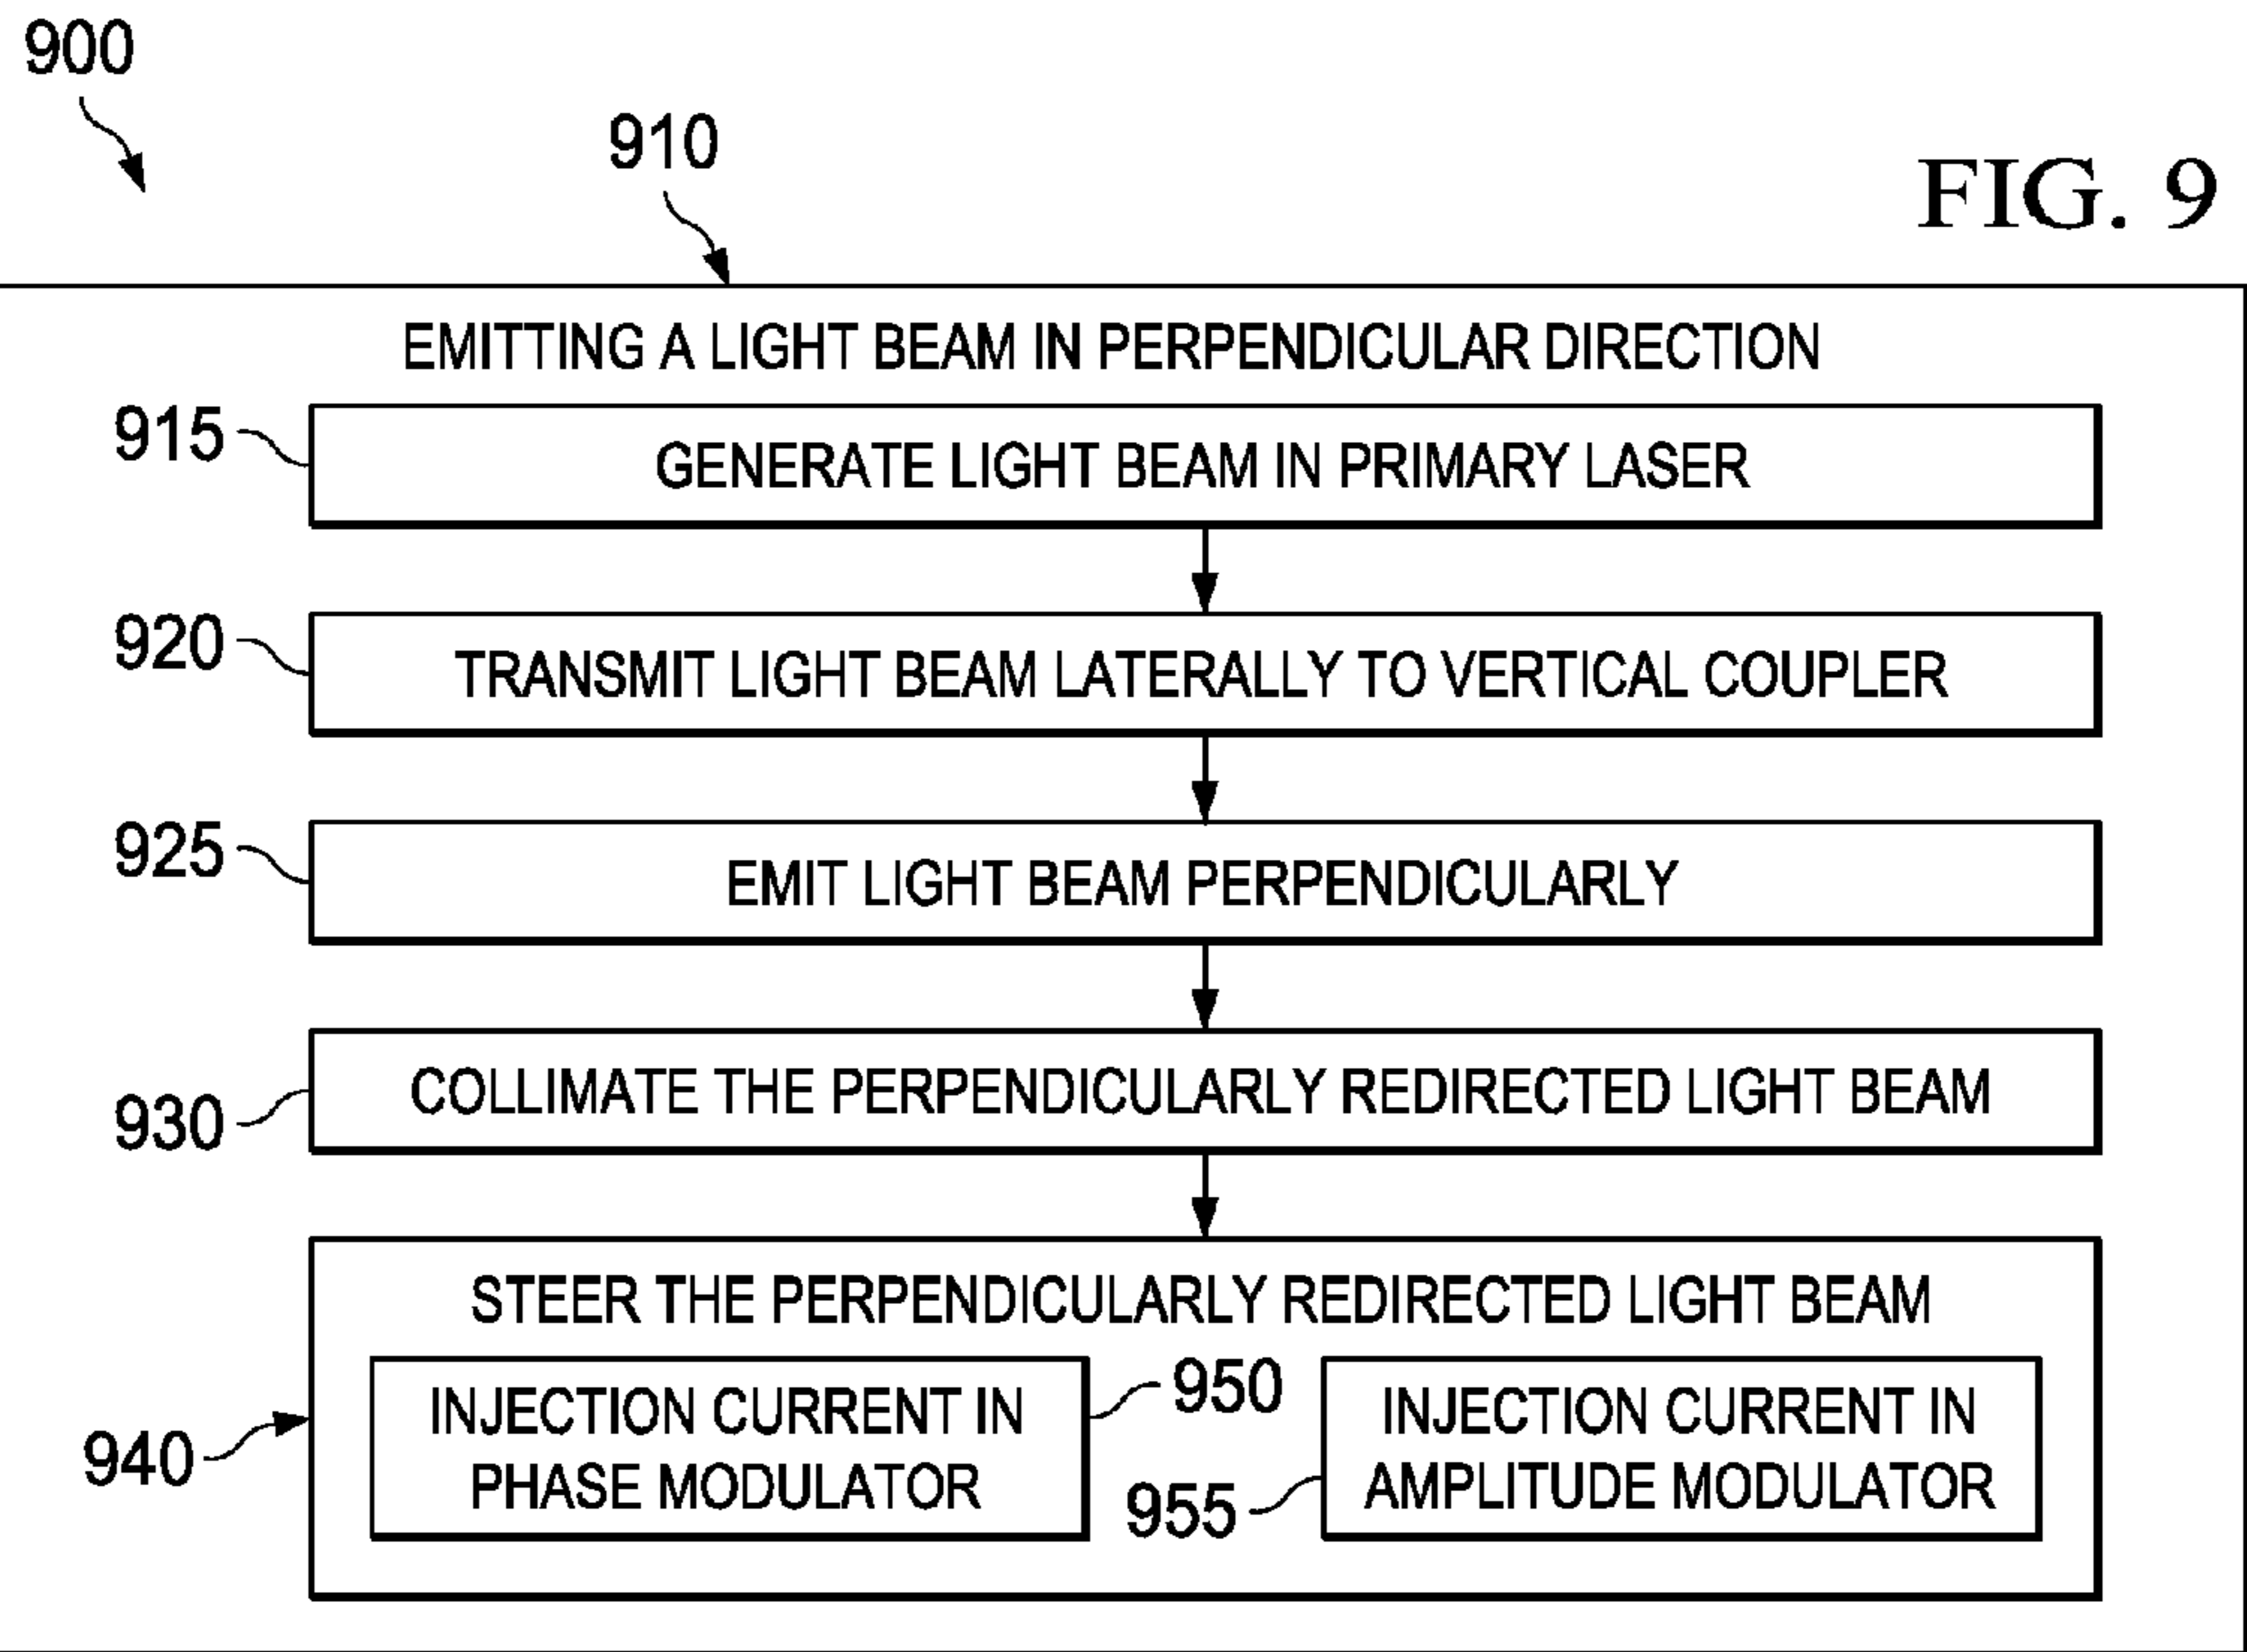 900
910
FIG. 9
EMITTING A LIGHT BEAM IN PERPENDICULAR DIRECTION
915
GENERATE LIGHT BEAM IN PRIMARY LASER
920
TRANSMIT LIGHT BEAM LATERALLY TO VERTICAL COUPLER
925
EMIT LIGHT BEAM PERPENDICULARLY
930
COLLIMATE THE PERPENDICULARLY REDIRECTED LIGHT BEAM
940
STEER THE PERPENDICULARLY REDIRECTED LIGHT BEAM
INJECTION CURRENT IN
PHASE MODULATOR
950
955
INJECTION CURRENT IN
AMPLITUDE MODULATOR